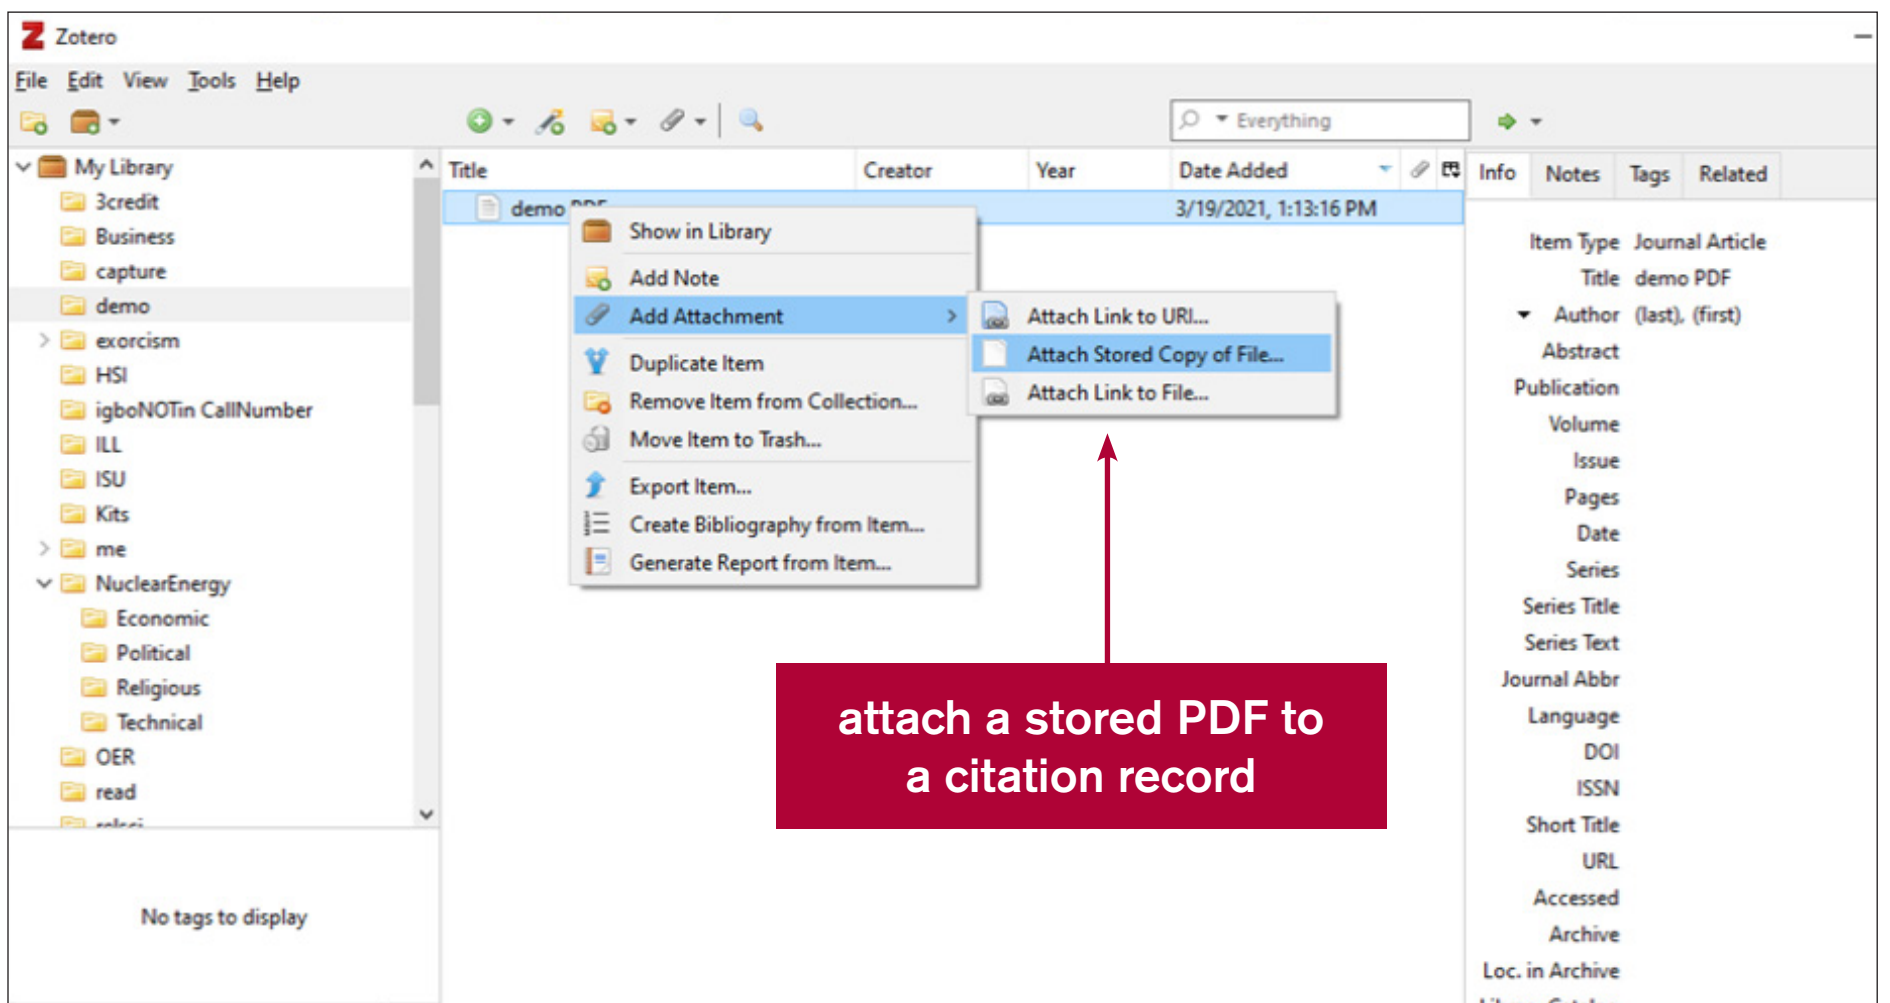 Zotero
File Edit View Tools Help
Everything
My Library
3credit
Business
capture
demo
exorcism
HSI
igboNOTin CallNumber
ILL
ISU
Kits
me
NuclearEnergy
Economic
Political
Religious
Technical
OER
read
No tags to display
Title Creator Year Date Added
demo PDF 3/19/2021, 1:13:16 PM
Show in Library
Add Note
Add Attachment
Duplicate Item
Remove Item from Collection...
Move Item to Trash...
Export Item...
Create Bibliography from Item...
Generate Report from Item...
Attach Link to URI...
Attach Stored Copy of File...
Attach Link to File...
attach a stored PDF to
a citation record
Info Notes Tags Related
Item Type Journal Article
Title demo PDF
Author (last), (first)
Abstract
Publication
Volume
Issue
Pages
Date
Series
Series Title
Series Text
Journal Abbr
Language
DOI
ISSN
Short Title
URL
Accessed
Archive
Loc. in Archive